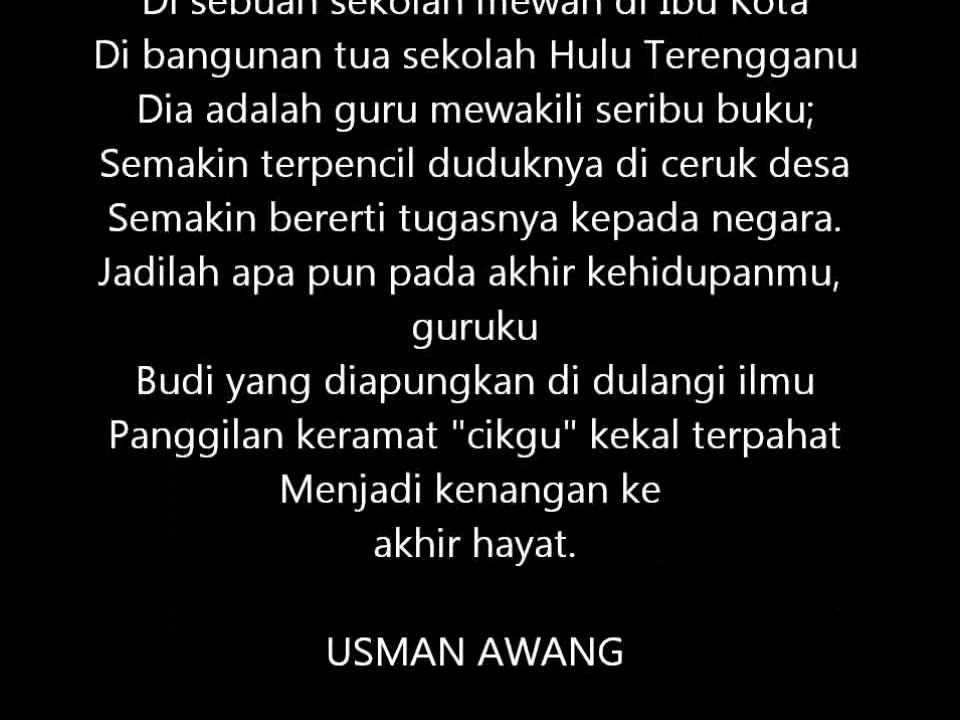 Di sebuah sekolah mewah di Ibu Kota
Di bangunan tua sekolah Hulu Terengganu
Dia adalah guru mewakili seribu buku;
Semakin terpencil duduknya di ceruk desa
Semakin bererti tugasnya kepada negara.
Jadilah apa pun pada akhir kehidupanmu,
guruku
Budi yang diapungkan di dulangi ilmu
Panggilan keramat "cikgu" kekal terpahat
Menjadi kenangan ke
akhir hayat.
USMAN AWANG